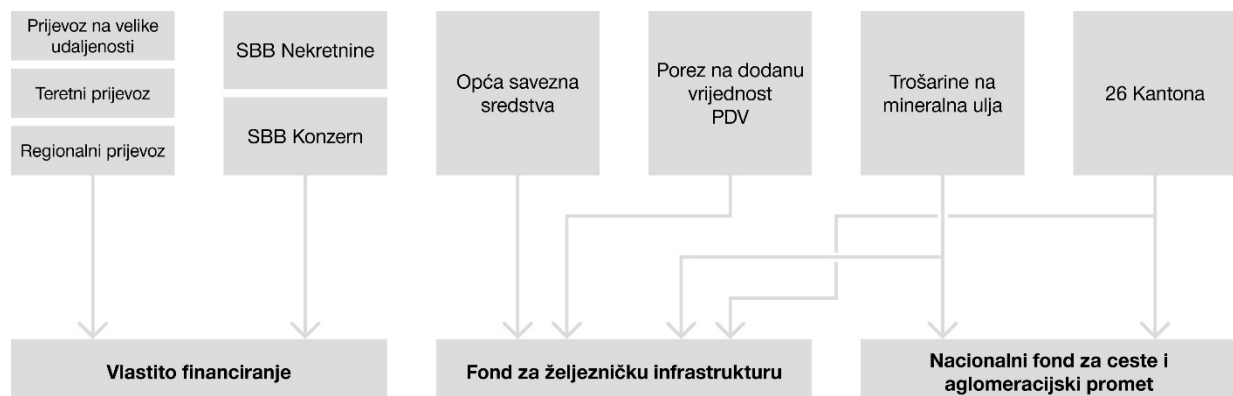 Prijevoz na velike
udaljenosti
Teretni prijevoz
Regionalni prijevoz
SBB Nekretnine
SBB Konzern
Opća savezna
sredstva
Porez na dodanu
vrijednost
PDV
Trošarine na
mineralna ulja
26 Kantona
Vlastito financiranje
Fond za željezničku infrastrukturu
Nacionalni fond za ceste i
aglomeracijski promet